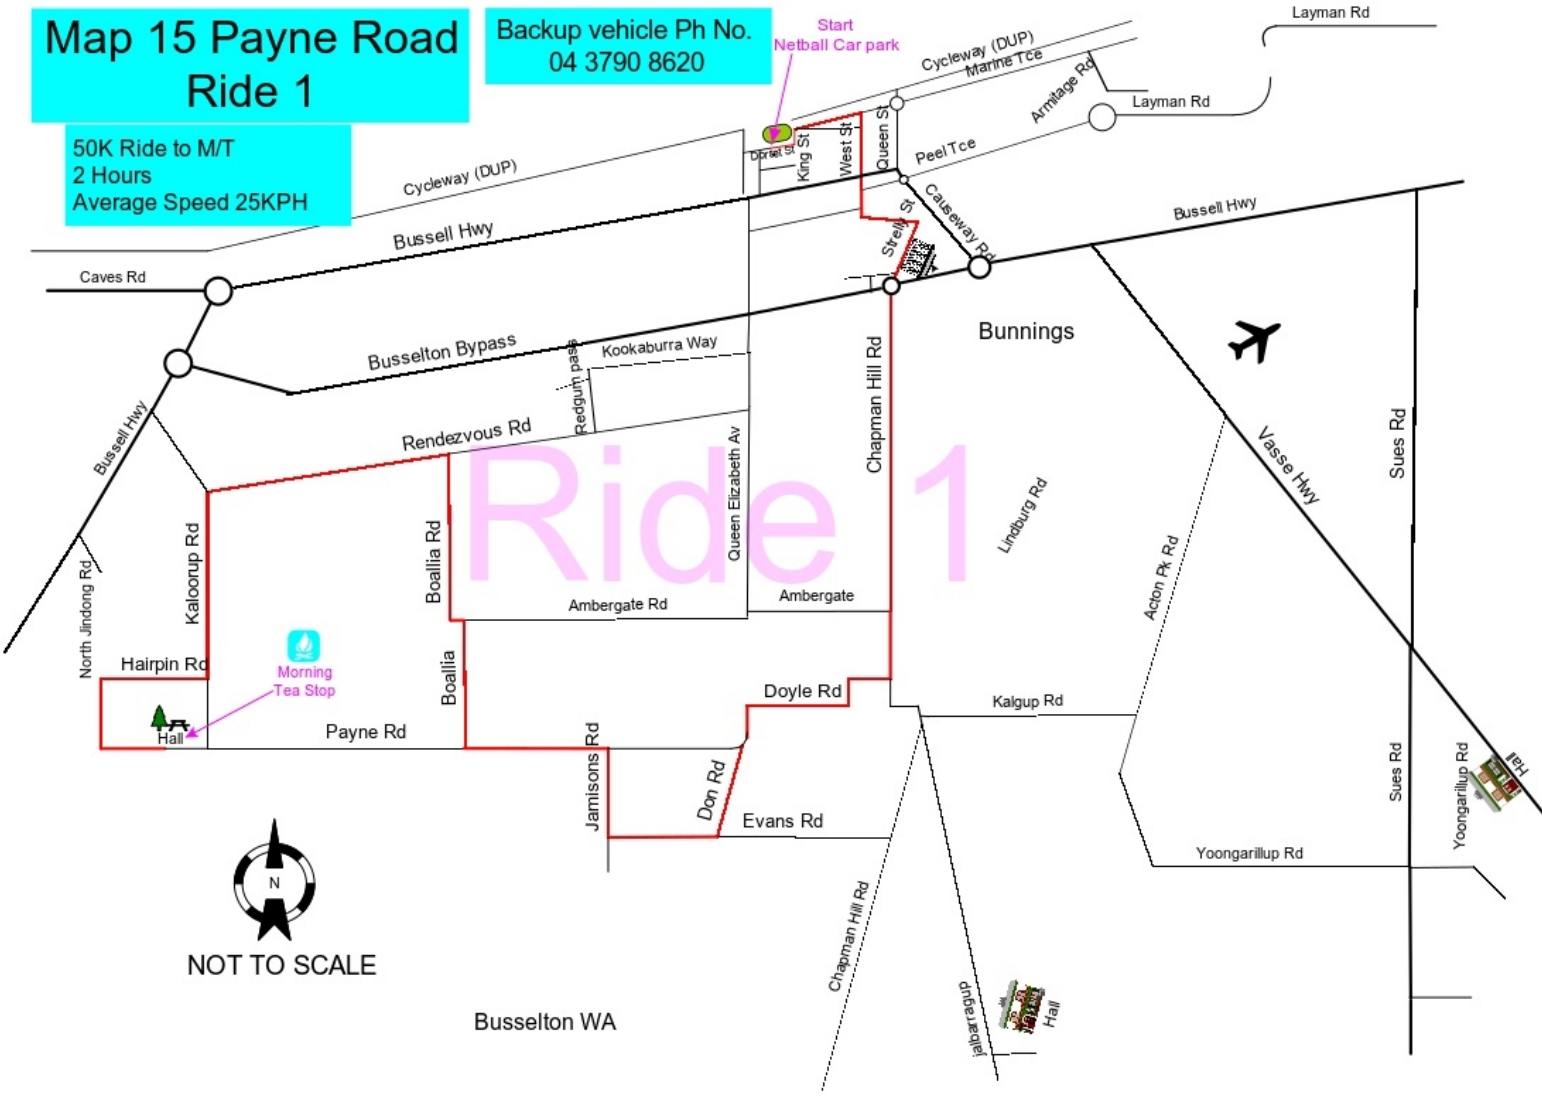 Map 15 Payne Road
Ride 1
50K Ride to M/T
2 Hours
Average Speed 25KPH
Backup vehicle Ph No.
04 3790 8620
Start
Netball Car park
Layman Rd
Cycleway (DUP)
Marine Tce
Armitage Rd
Layman Rd
Queen St
West St
King St
Dorset St
Peel Tce
Cycleway (DUP)
Causeway Rd
Bussell Hwy
Bussell Hwy
Strelly St
Caves Rd
Bunnings
Busselton Bypass
Kookaburra Way
Redgum pass
Chapman Hill Rd
Bussell Hwy
Rendezvous Rd
Queen Elizabeth Av
Ride 1
Sues Rd
Vasse Hwy
Lindburg Rd
Kaloorup Rd
Boallia Rd
North Jindong Rd
Acton Pk Rd
Ambergate Rd
Ambergate
Hairpin Rd
Morning
Tea Stop
Boallia
Doyle Rd
Kalgup Rd
Hall
Payne Rd
Jamisons Rd
Don Rd
Evans Rd
Sues Rd
Yoongarillup Rd
Hall
Yoongarillup Rd
N
NOT TO SCALE
Chapman Hill Rd
jalbarragup
Hall
Busselton WA